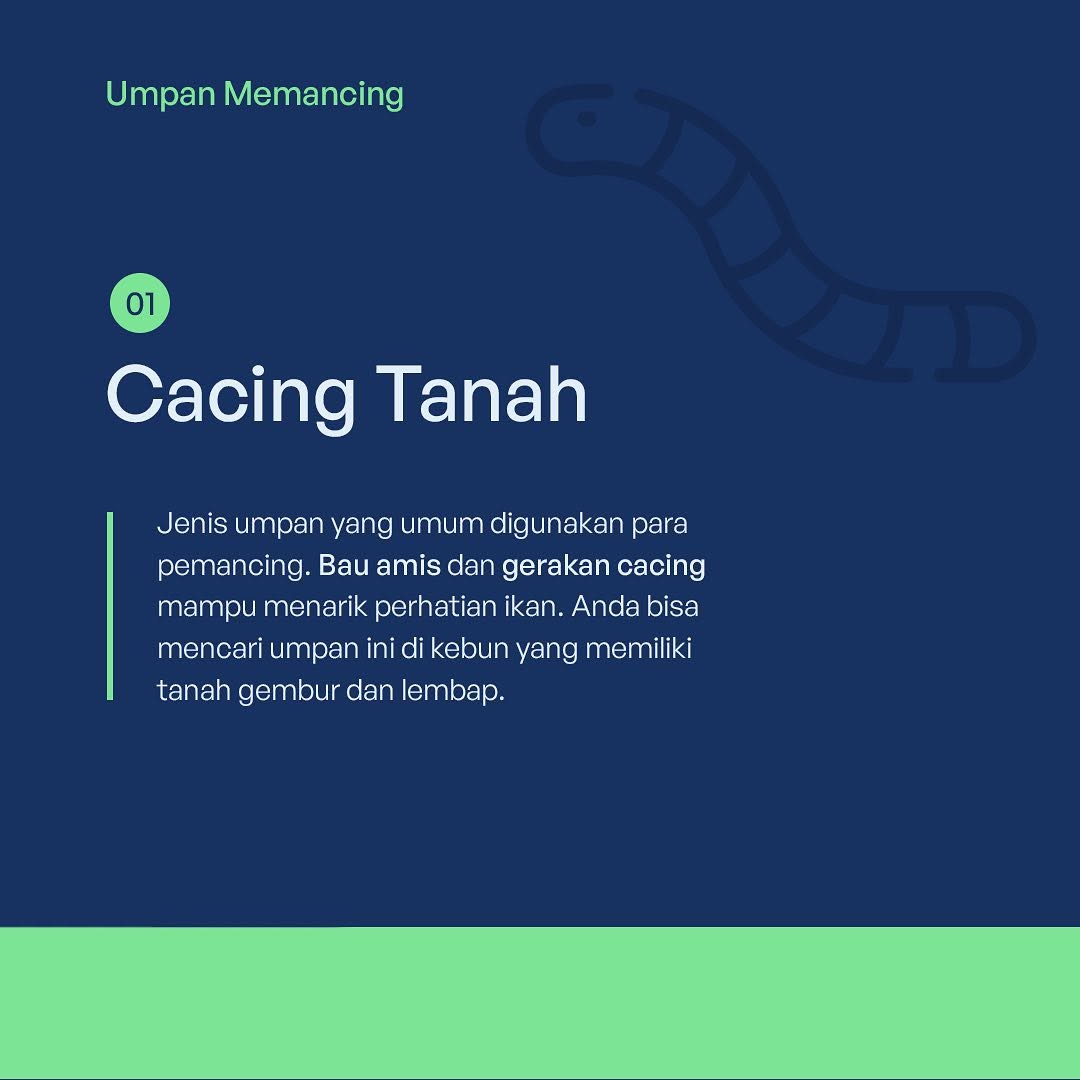 Umpan Memancing
01
Cacing Tanah
Jenis umpan yang umum digunakan para
pemancing. Bau amis dan gerakan cacing
mampu menarik perhatian ikan. Anda bisa
mencari umpan ini di kebun yang memiliki
tanah gembur dan lembap.